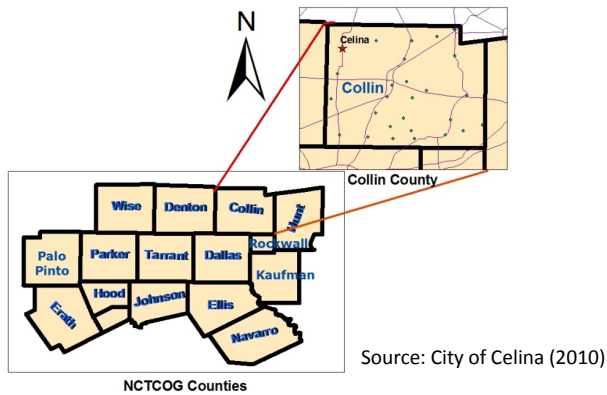 N
Celina
Collin
Collin County
Wise
Denton
Collin
Hunt
Rockwall
Palo
Pinto
Parker
Tarrant
Dallas
Kaufman
Erath
Hood
Johnson
Ellis
Navarro
Source: City of Celina (2010)
NCTCOG Counties